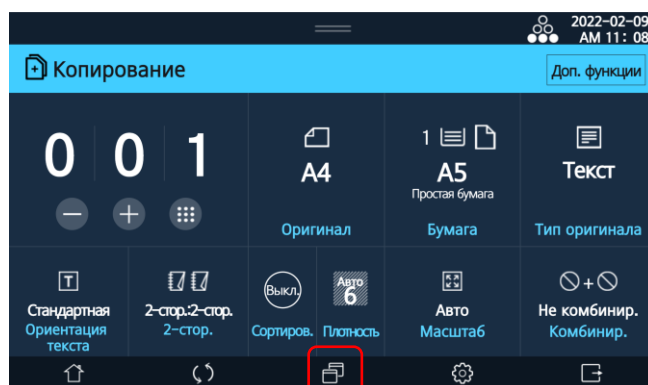 2022-02-09
AM 11: 08
Копирование
Доп. функции
0 0 1
A4
Оригинал
1
A5
Простая бумага
Бумага
Текст
Тип оригинала
T
Стандартная
Ориентация
текста
2-стор.:2-стор.
2-стор.
Выкл.
Сортиров.
Авто
6
Плотность
Авто
Масштаб
Не комбинир.
Комбинир.